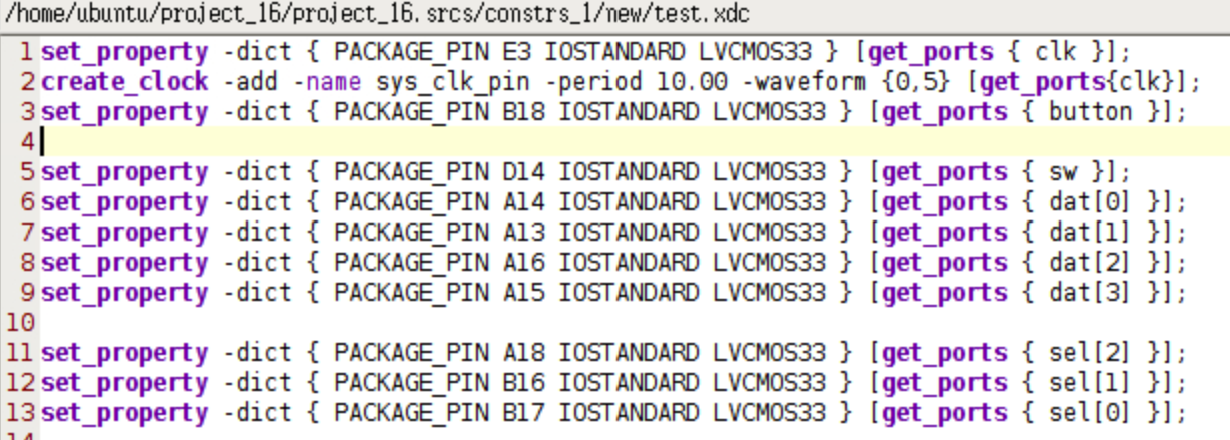 /home/ubuntu/project_16/project_16.srcs/constrs_1/new/test.xdc
1 set_property -dict { PACKAGE_PIN E3 IOSTANDARD LVCMOS33 } [get_ports { clk }];
2 create_clock -add -name sys_clk_pin -period 10.00 -waveform {0,5} [get_ports{clk}];
3 set_property -dict { PACKAGE_PIN B18 IOSTANDARD LVCMOS33 } [get_ports { button }];
4
5 set_property -dict { PACKAGE_PIN D14 IOSTANDARD LVCMOS33 } [get_ports { sw }];
6 set_property -dict { PACKAGE_PIN A14 IOSTANDARD LVCMOS33 } [get_ports { dat[0] }];
7 set_property -dict { PACKAGE_PIN A13 IOSTANDARD LVCMOS33 } [get_ports { dat[1] }];
8 set_property -dict { PACKAGE_PIN A16 IOSTANDARD LVCMOS33 } [get_ports { dat[2] }];
9 set_property -dict { PACKAGE_PIN A15 IOSTANDARD LVCMOS33 } [get_ports { dat[3] }];
10
11 set_property -dict { PACKAGE_PIN A18 IOSTANDARD LVCMOS33 } [get_ports { sel[2] }];
12 set_property -dict { PACKAGE_PIN B16 IOSTANDARD LVCMOS33 } [get_ports { sel[1] }];
13 set_property -dict { PACKAGE_PIN B17 IOSTANDARD LVCMOS33 } [get_ports { sel[0] }];
14